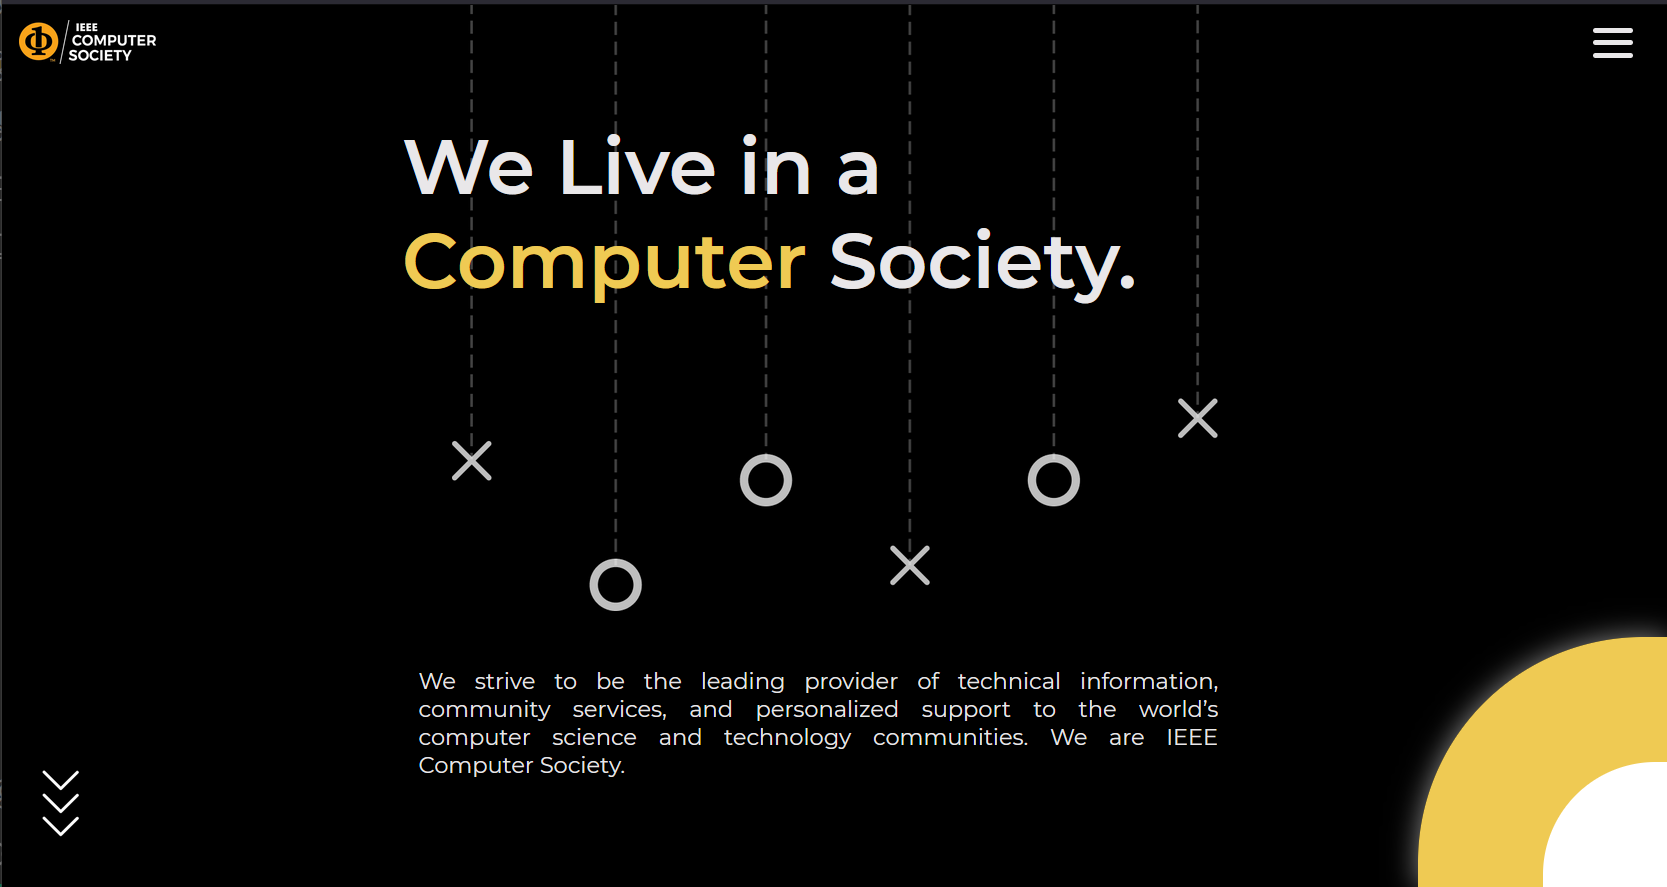 IEEE
COMPUTER
SOCIETY
We Live in a
Computer Society.
We strive to be the leading provider of technical information,
community services, and personalized support to the world’s
computer science and technology communities. We are IEEE
Computer Society.